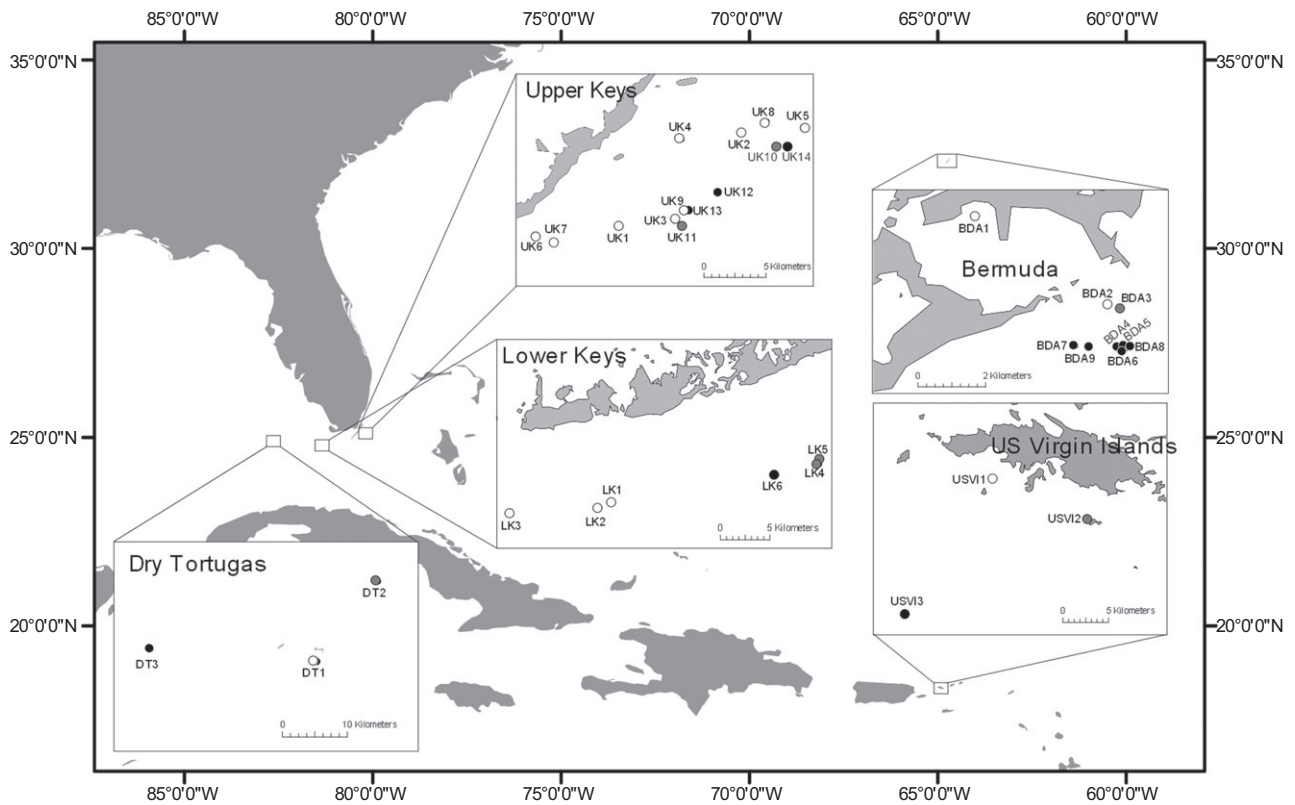 85°0'0"W 80°0'0"W 75°0'0"W 70°0'0"W 65°0'0"W 60°0'0"W
35°0'0"N 35°0'0"N
Upper Keys
UK8 UK5
UK4
UK2
UK10 UK14
UK12
UK9
UK13
UK3
UK7
UK6 UK1 UK11
0 5 Kilometers
30°0'0"N 30°0'0"N
BDA1
Bermuda
BDA2 BDA3
BDA4 BDA5
BDA7 BDA8
BDA9 BDA6
0 2 Kilometers
Lower Keys
LK5
LK4
LK6
LK1
LK2
LK3
0 5 Kilometers
25°0'0"N 25°0'0"N
US Virgin Islands
USVI1
USVI2
USVI3
0 5 Kilometers
Dry Tortugas
DT2
DT3 DT1
0 10 Kilometers
20°0'0"N 20°0'0"N
85°0'0"W 80°0'0"W 75°0'0"W 70°0'0"W 65°0'0"W 60°0'0"W